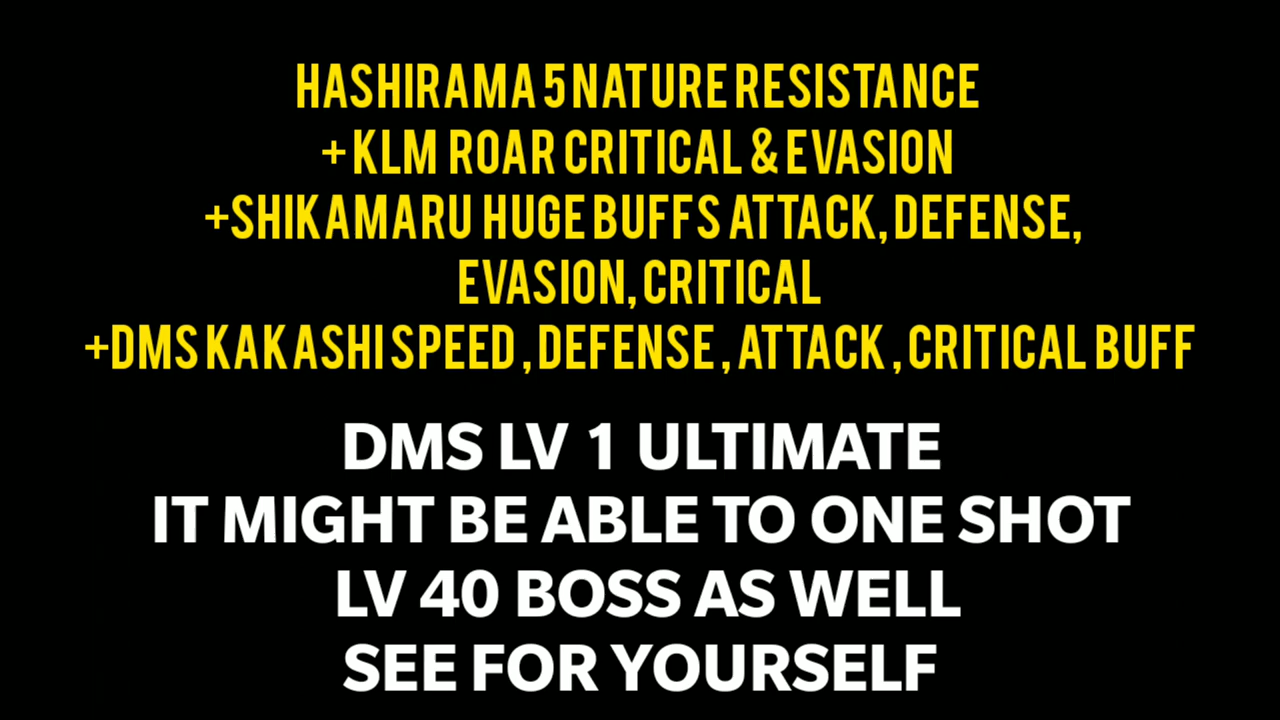 HASHIRAMA 5 NATURE RESISTANCE
+ KLM ROAR CRITICAL & EVASION
+SHIKAMARU HUGE BUFFS ATTACK, DEFENSE,
EVASION, CRITICAL
+DMS KAKASHI SPEED , DEFENSE , ATTACK , CRITICAL BUFF
DMS LV 1 ULTIMATE
IT MIGHT BE ABLE TO ONE SHOT
LV 40 BOSS AS WELL
SEE FOR YOURSELF